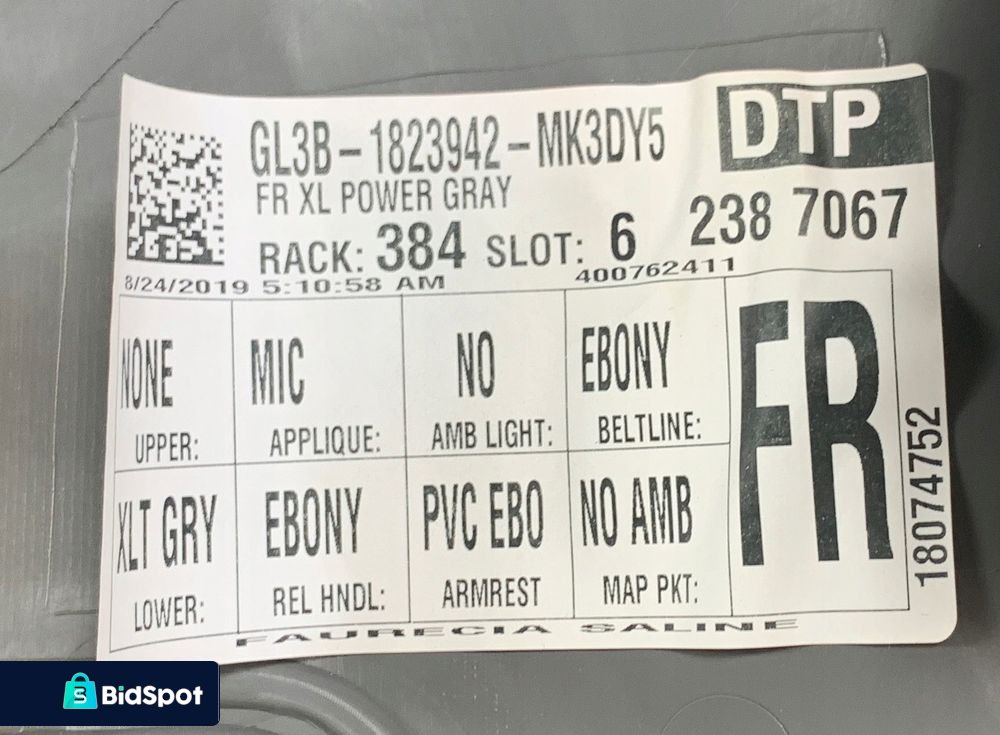 GL3B-1823942-MK3DY5
DTP
FR XL POWER GRAY
RACK: 384 SLOT: 6 238 7067
8/24/2019 5:10:58 AM 400762411
NONE MIC NO EBONY
UPPER: APPLIQUE: AMB LIGHT: BELTLINE:
FR
18074752
XLT GRY EBONY PVC EBO NO AMB
LOWER: REL HNDL: ARMREST MAP PKT:
FAURECIA SALINE
S BidSpot